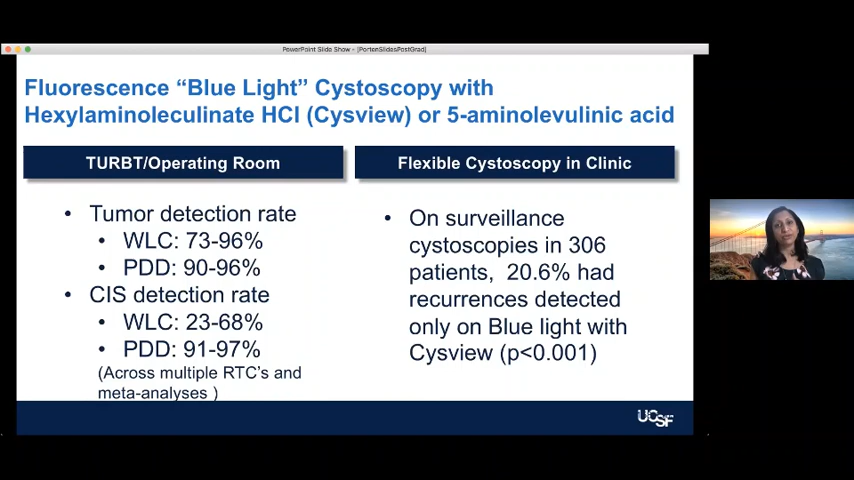 PowerPoint Slide Show - [PortenSlidesPostGrad]
Fluorescence “Blue Light” Cystoscopy with
Hexylaminoleculinate HCl (Cysview) or 5-aminolevulinic acid
TURBT/Operating Room
• Tumor detection rate
• WLC: 73-96%
• PDD: 90-96%
• CIS detection rate
• WLC: 23-68%
• PDD: 91-97%
(Across multiple RTC’s and
meta-analyses )
Flexible Cystoscopy in Clinic
• On surveillance
cystoscopies in 306
patients, 20.6% had
recurrences detected
only on Blue light with
Cysview (p<0.001)
UCSF